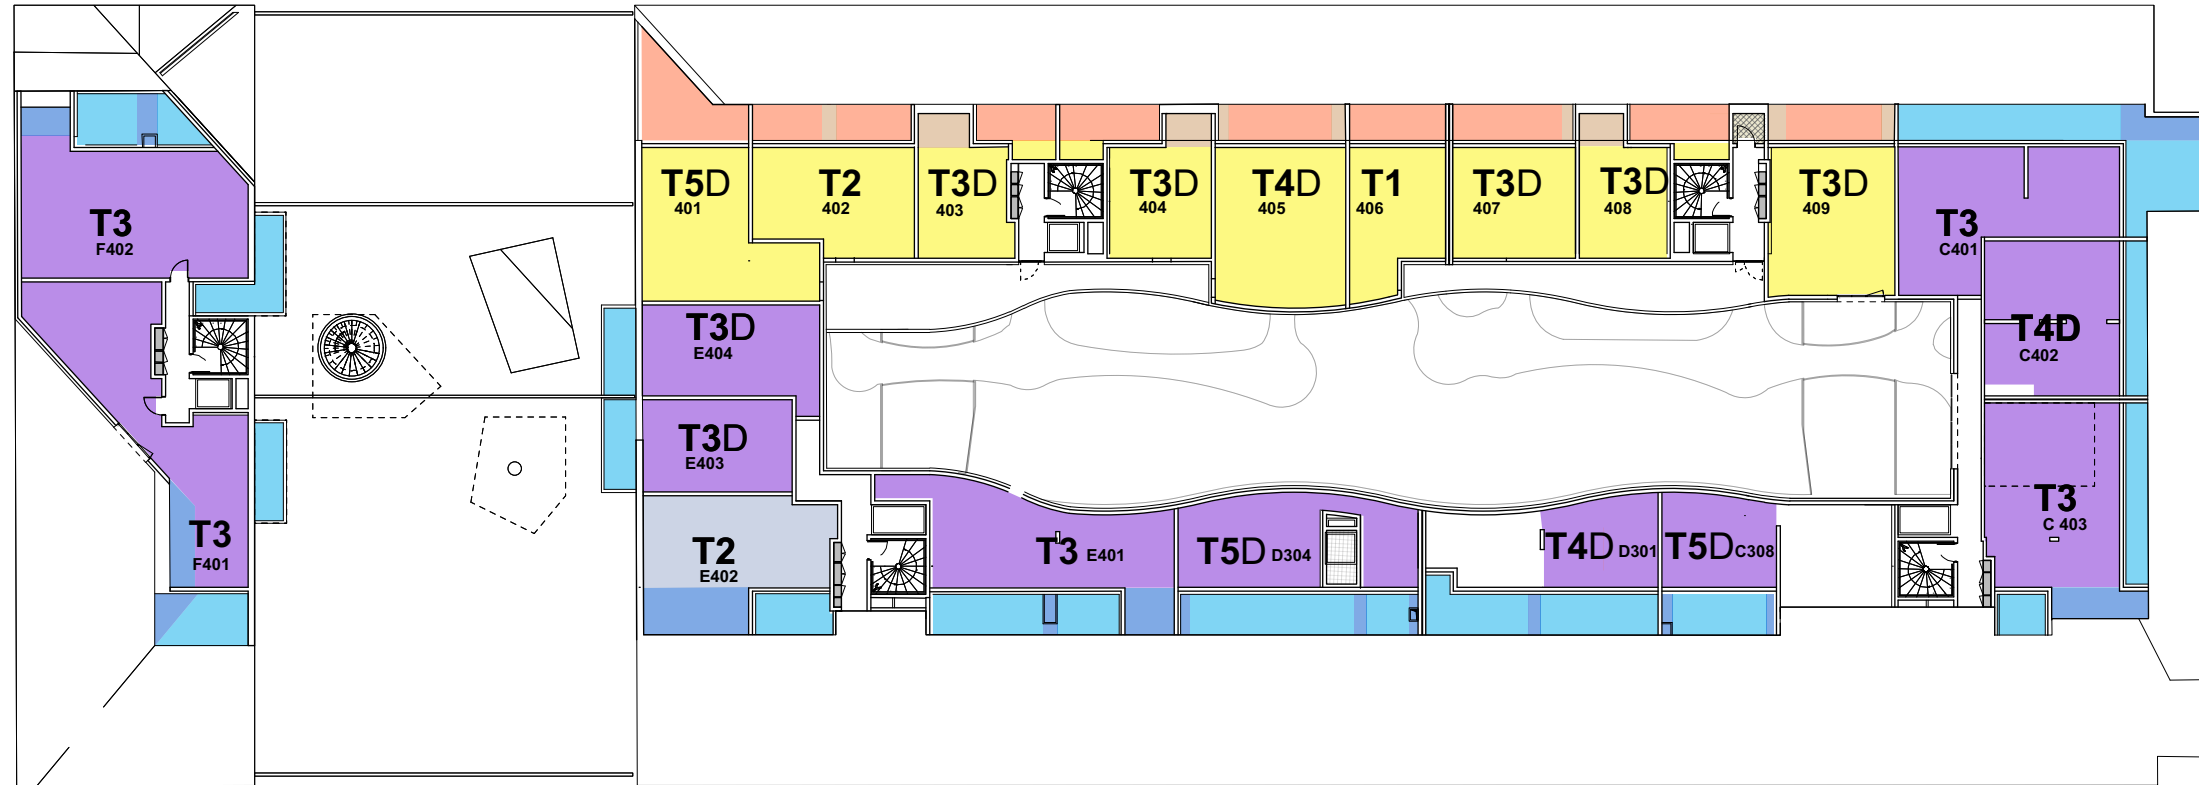 T5D
401
T2
402
T3D
403
T3D
404
T4D
405
T1
406
T3D
407
T3D
408
T3D
409
T3
F402
T3
C401
T3D
E404
T4D
C402
T3D
E403
T3
C 403
T3
F401
T2
E402
T3 E401
T5D D304
T4D D301
T5D C308